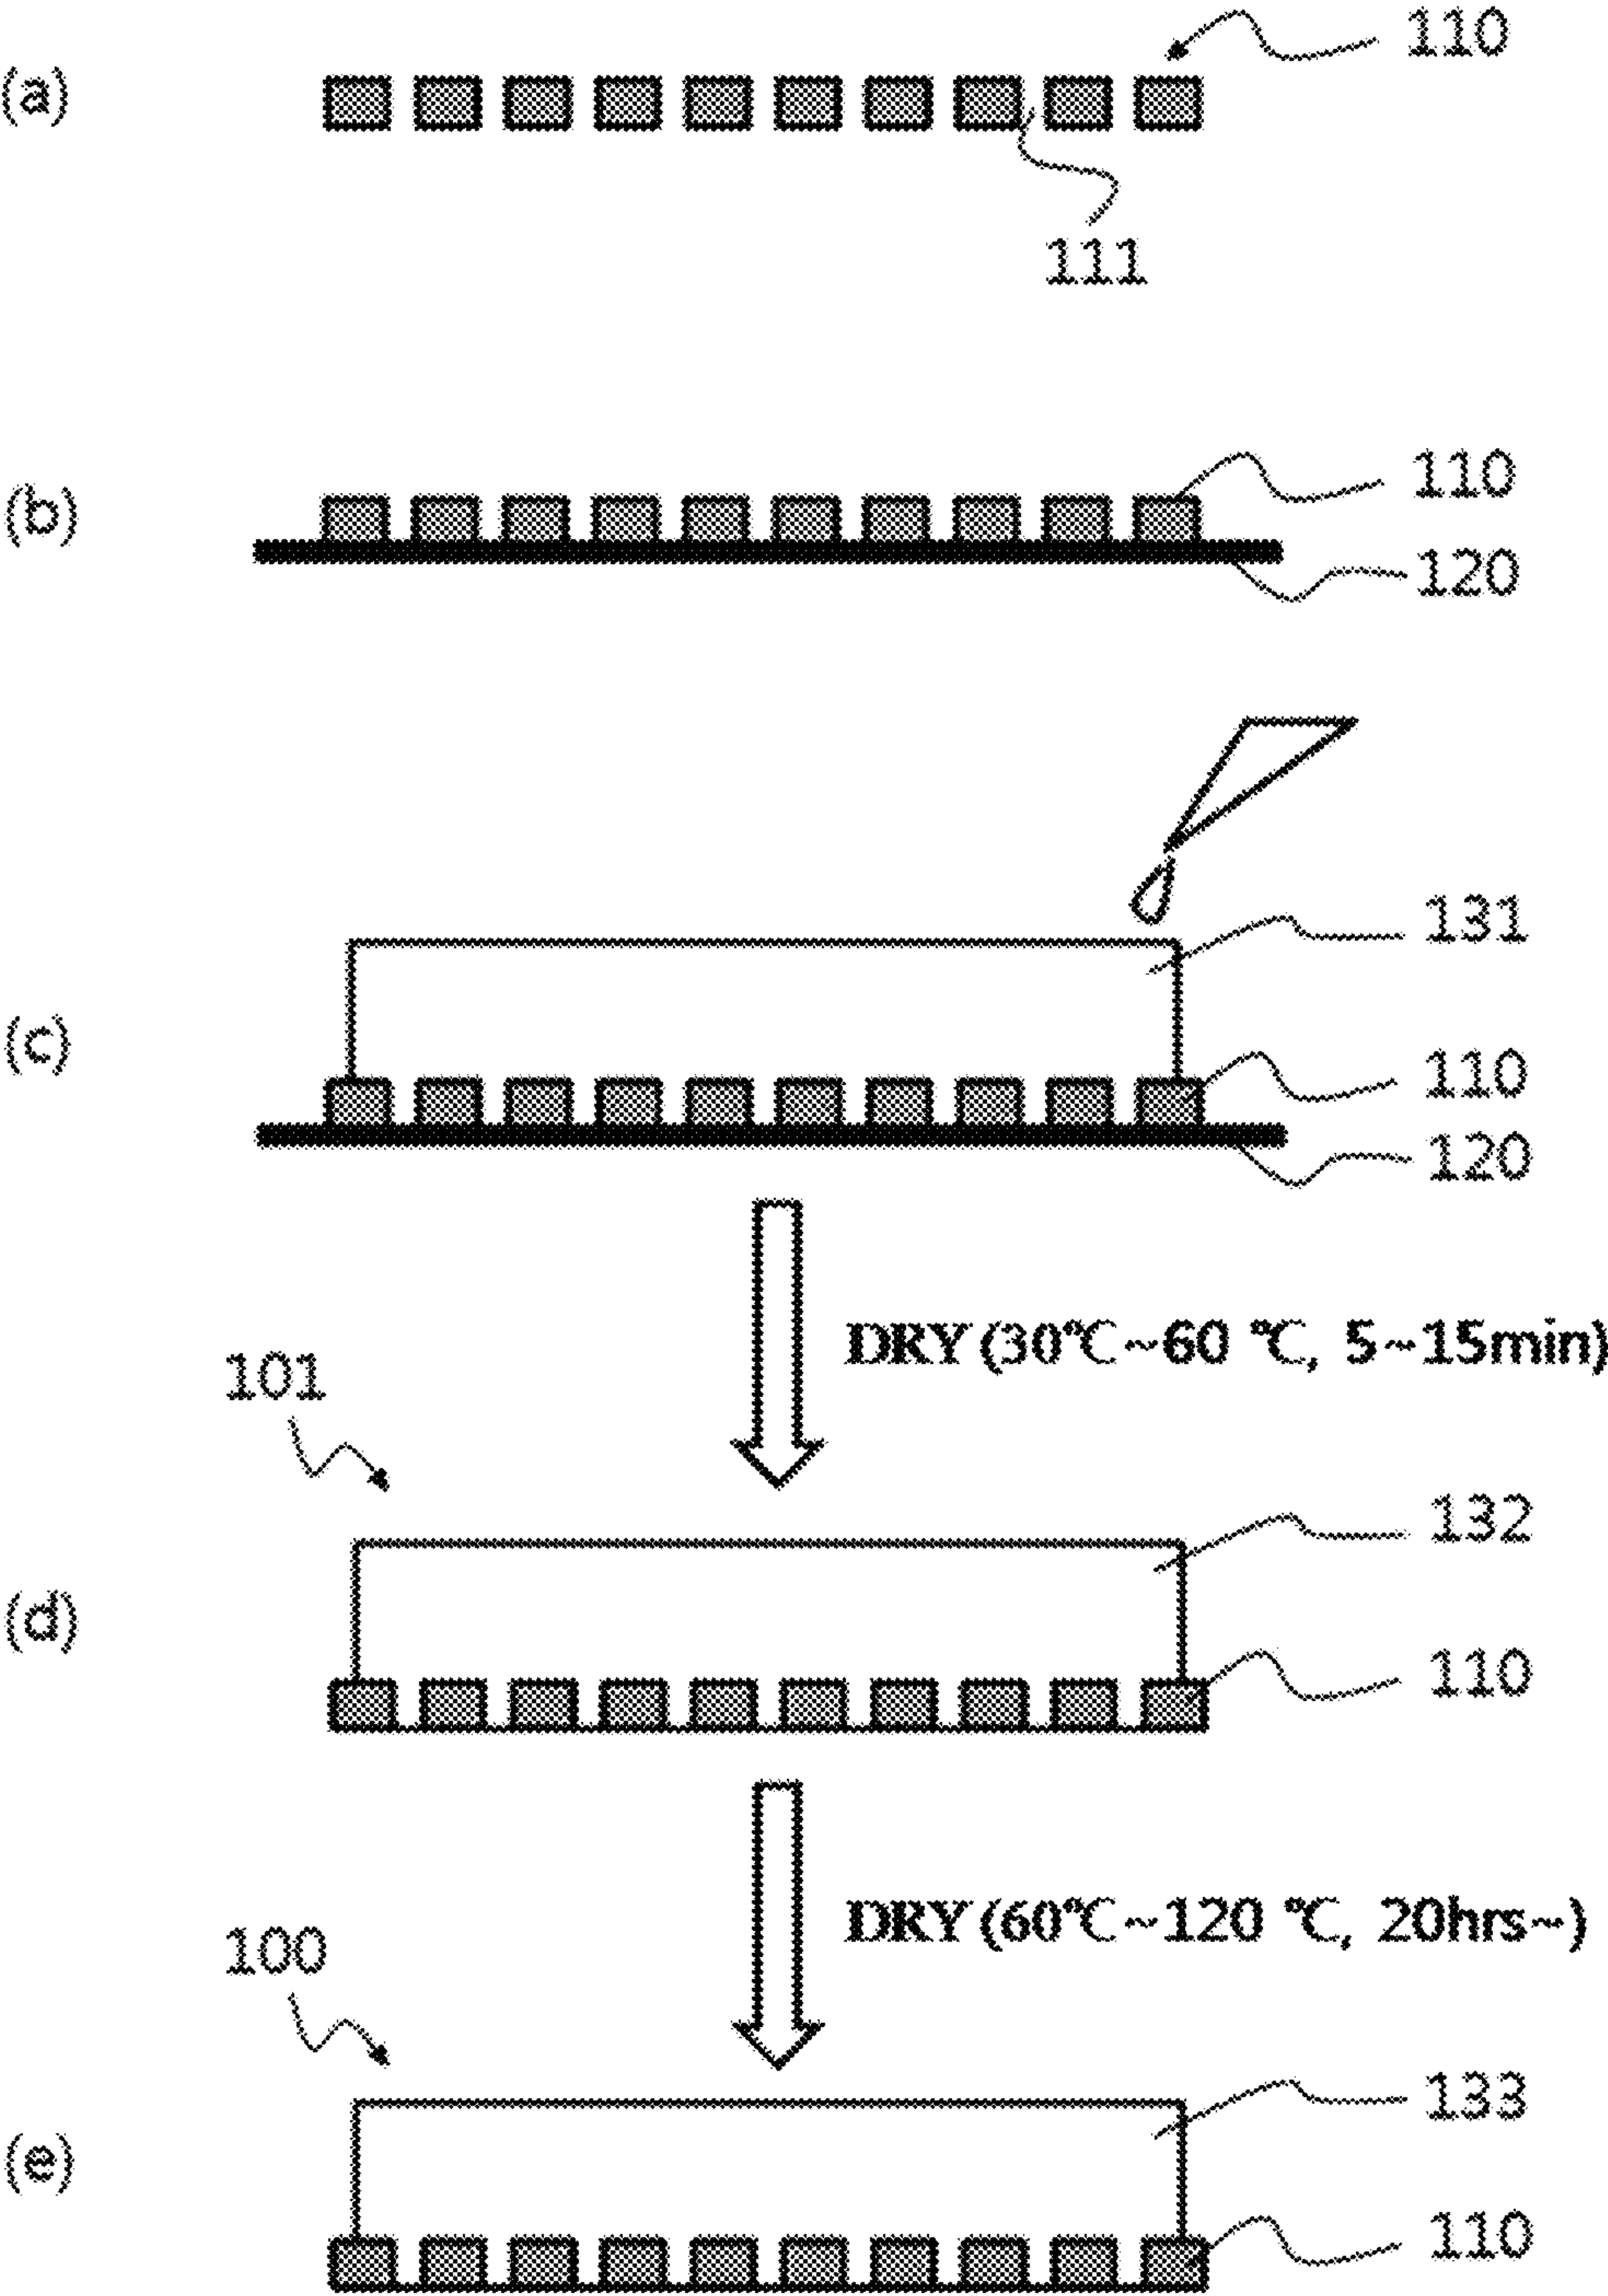 110
(a)
111
110
(b)
120
131
(c)
110
120
DRY (30℃~60 ℃, 5~15min)
101
132
(d)
110
DRY (60℃~120 ℃, 20hrs~)
100
133
(e)
110